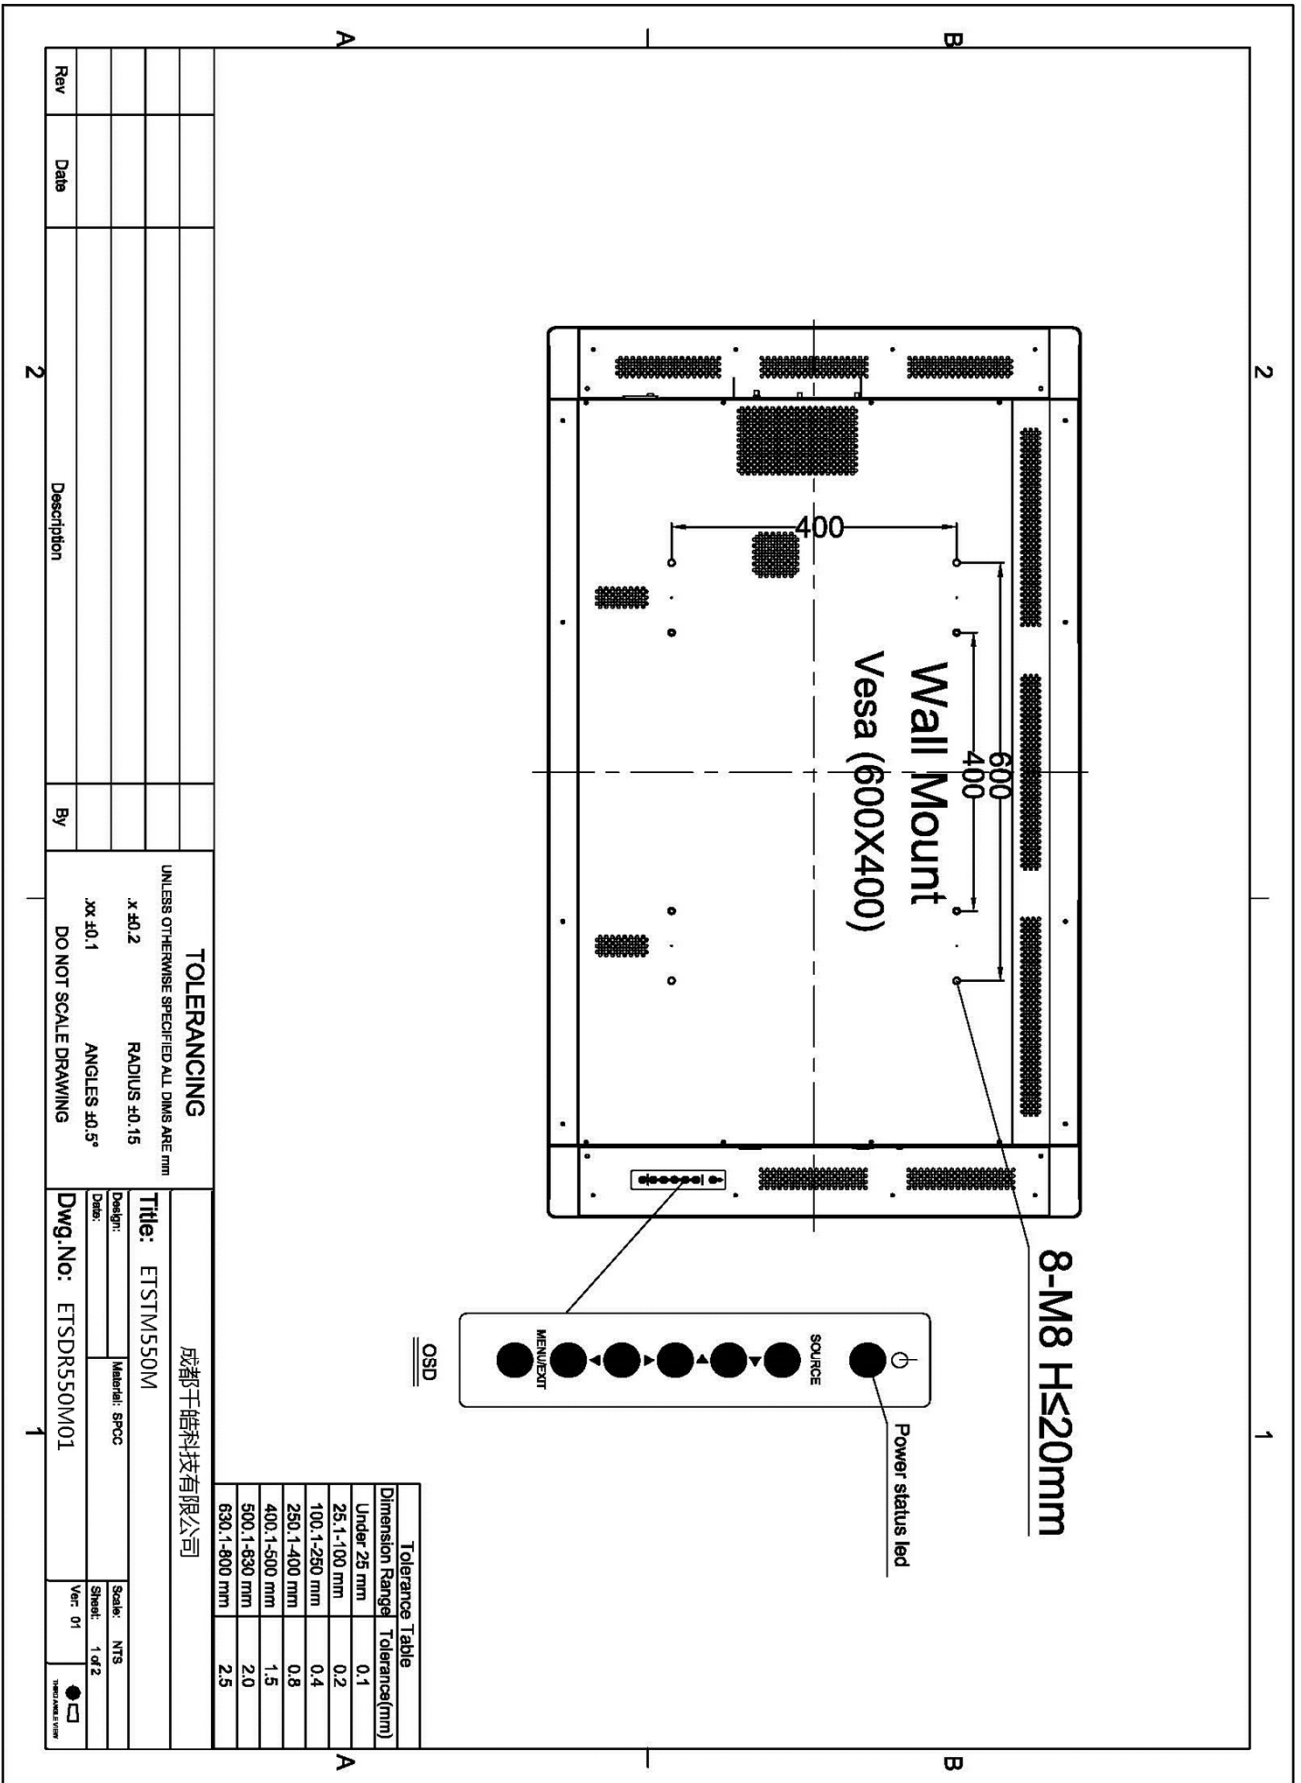 2
1
B
B
A
A
2
1
600
400
400
Wall Mount
Vesa (600X400)
8-M8 H≤20mm
Power status led
SOURCE
MENU/EXIT
OSD
Tolerance Table
Dimension Range Tolerance(mm)
Under 25 mm 0.1
25.1-100 mm 0.2
100.1-250 mm 0.4
250.1-400 mm 0.8
400.1-500 mm 1.5
500.1-630 mm 2.0
630.1-800 mm 2.5
TOLERANCING
UNLESS OTHERWISE SPECIFIED ALL DIMS ARE mm
.X ±0.2 RADIUS ±0.15
.XX ±0.1 ANGLES ±0.5°
DO NOT SCALE DRAWING
成都千皓科技有限公司
Title: ETSTM550M
Design: Material: SPCC Scale: NTS
Date: Sheet: 1 of 2
Dwg.No: ETSDR550M01 Ver: 01
THIRD ANGLE VIEW
Rev Date Description By